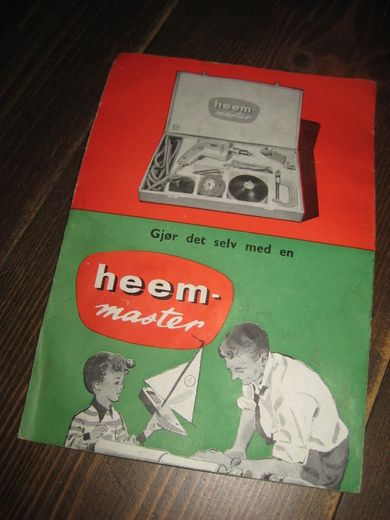 heem-
master
Gjør det selv med en
heem-
master